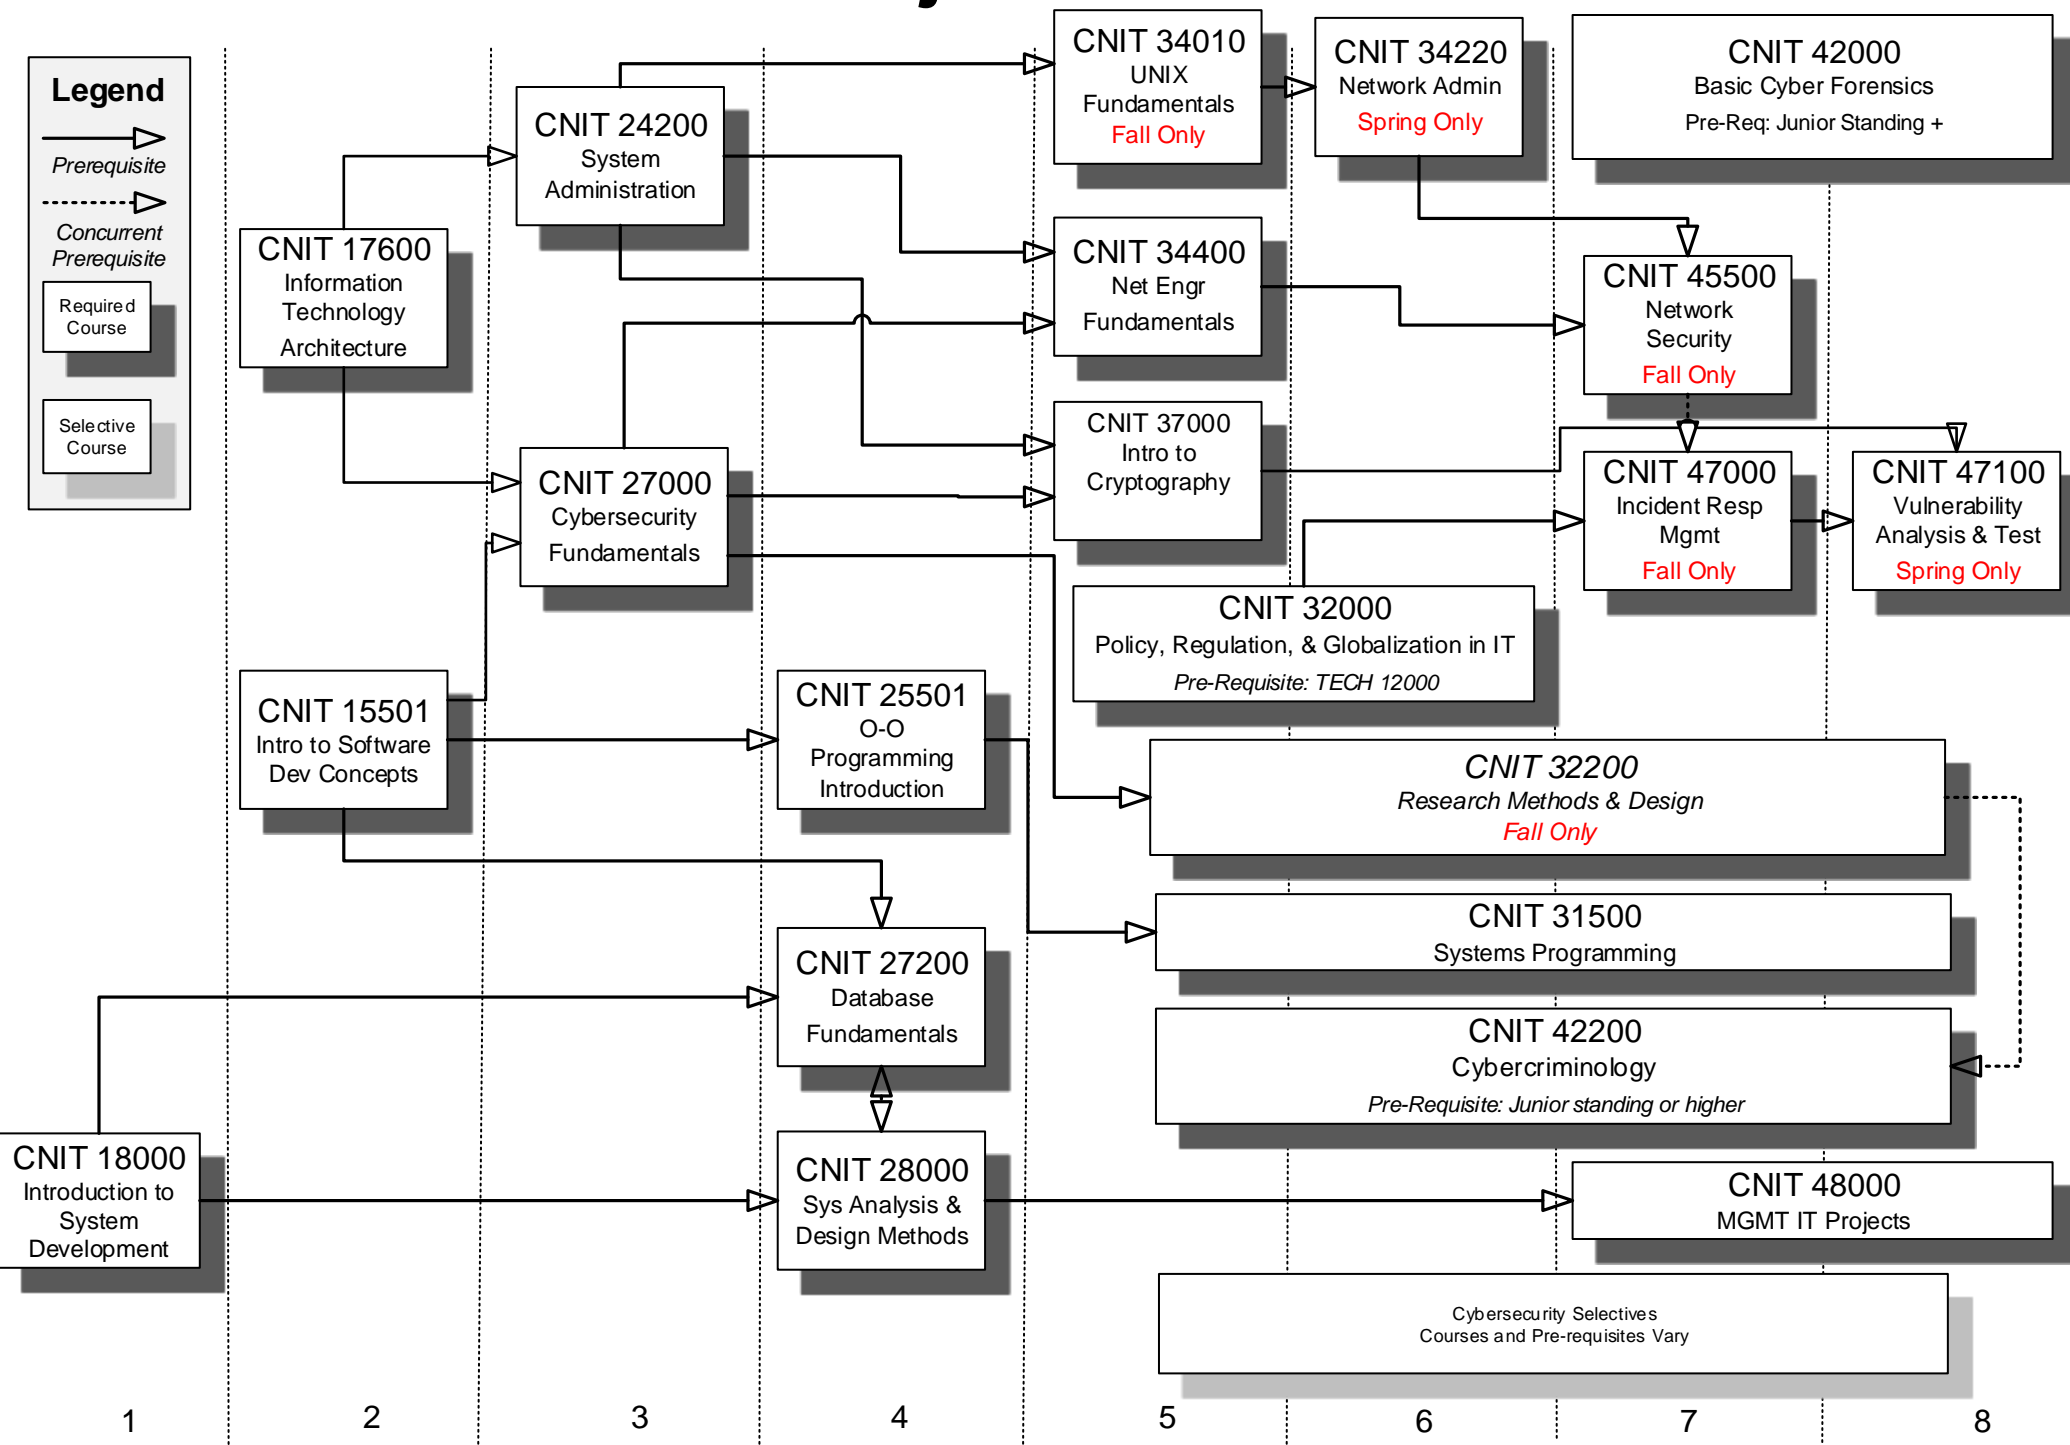 Legend
Prerequisite
Concurrent
Prerequisite
Required
Course
Selective
Course
CNIT 17600
Information
Technology
Architecture
CNIT 24200
System
Administration
CNIT 34010
UNIX
Fundamentals
Fall Only
CNIT 34220
Network Admin
Spring Only
CNIT 42000
Basic Cyber Forensics
Pre-Req: Junior Standing +
CNIT 34400
Net Engr
Fundamentals
CNIT 45500
Network
Security
Fall Only
CNIT 27000
Cybersecurity
Fundamentals
CNIT 37000
Intro to
Cryptography
CNIT 47000
Incident Resp
Mgmt
Fall Only
CNIT 47100
Vulnerability
Analysis & Test
Spring Only
CNIT 32000
Policy, Regulation, & Globalization in IT
Pre-Requisite: TECH 12000
CNIT 15501
Intro to Software
Dev Concepts
CNIT 25501
O-O
Programming
Introduction
CNIT 32200
Research Methods & Design
Fall Only
CNIT 31500
Systems Programming
CNIT 27200
Database
Fundamentals
CNIT 42200
Cybercriminology
Pre-Requisite: Junior standing or higher
CNIT 18000
Introduction to
System
Development
CNIT 28000
Sys Analysis &
Design Methods
CNIT 48000
MGMT IT Projects
Cybersecurity Selectives
Courses and Pre-requisites Vary
1
2
3
4
5
6
7
8